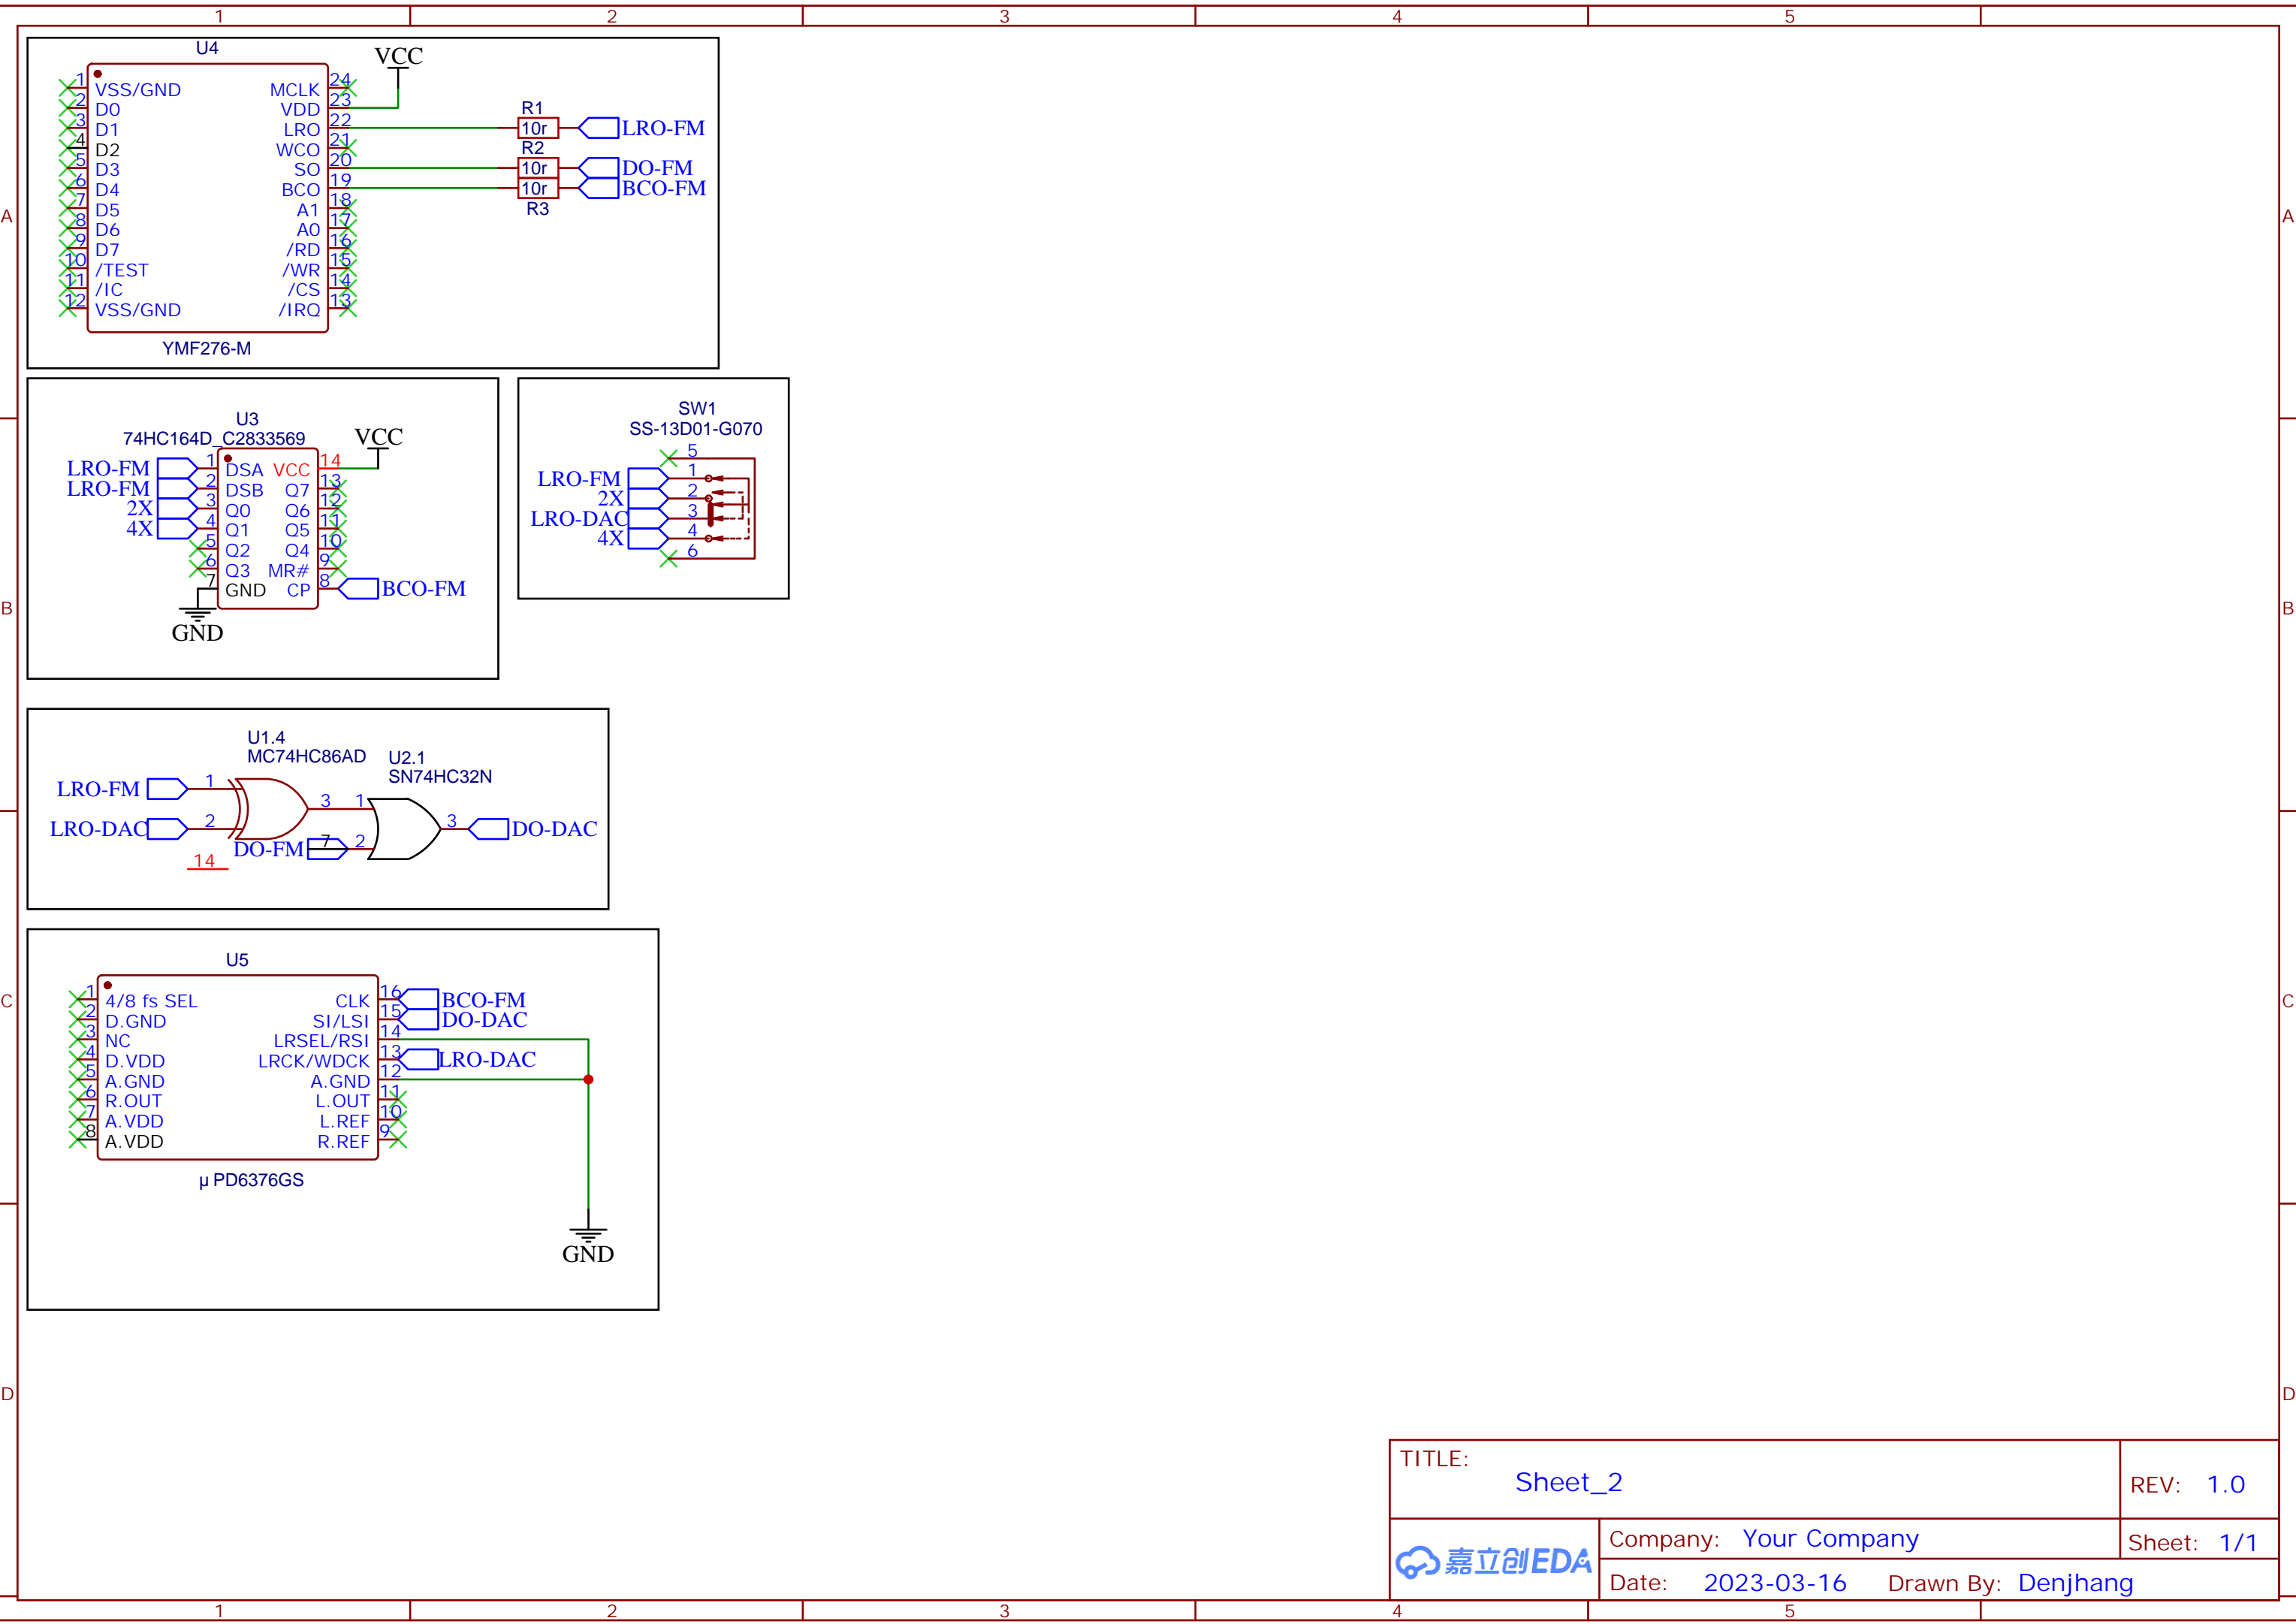 1 2 3 4 5
A A
B B
C C
D D
U4
VCC
1 VSS/GND MCLK 24
2 D0 VDD 23
3 D1 LRO 22
4 D2 WCO 21
5 D3 SO 20
6 D4 BCO 19
7 D5 A1 18
8 D6 A0 17
9 D7 /RD 16
10 /TEST /WR 15
11 /IC /CS 14
12 VSS/GND /IRQ 13
YMF276-M
R1
10r LRO-FM
R2
10r DO-FM
10r BCO-FM
R3
U3
74HC164D_C2833569
VCC
LRO-FM 1 DSA VCC 14
LRO-FM 2 DSB Q7 13
2X 3 Q0 Q6 12
4X 4 Q1 Q5 11
5 Q2 Q4 10
6 Q3 MR# 9
7 GND CP 8 BCO-FM
GND
SW1
SS-13D01-G070
5
LRO-FM 1
2X 2
LRO-DAC 3
4X 4
6
U1.4
MC74HC86AD
U2.1
SN74HC32N
LRO-FM 1
3 1
LRO-DAC 2
3 DO-DAC
DO-FM 7 2
14
U5
1 4/8 fs SEL CLK 16 BCO-FM
2 D.GND SI/LSI 15 DO-DAC
3 NC LRSEL/RSI 14
4 D.VDD LRCK/WDCK 13 LRO-DAC
5 A.GND A.GND 12
6 R.OUT L.OUT 11
7 A.VDD L.REF 10
8 A.VDD R.REF 9
μPD6376GS
GND
TITLE:
Sheet_2
REV: 1.0
嘉立创EDA
Company: Your Company
Sheet: 1/1
Date: 2023-03-16 Drawn By: Denjhang
1 2 3 4 5